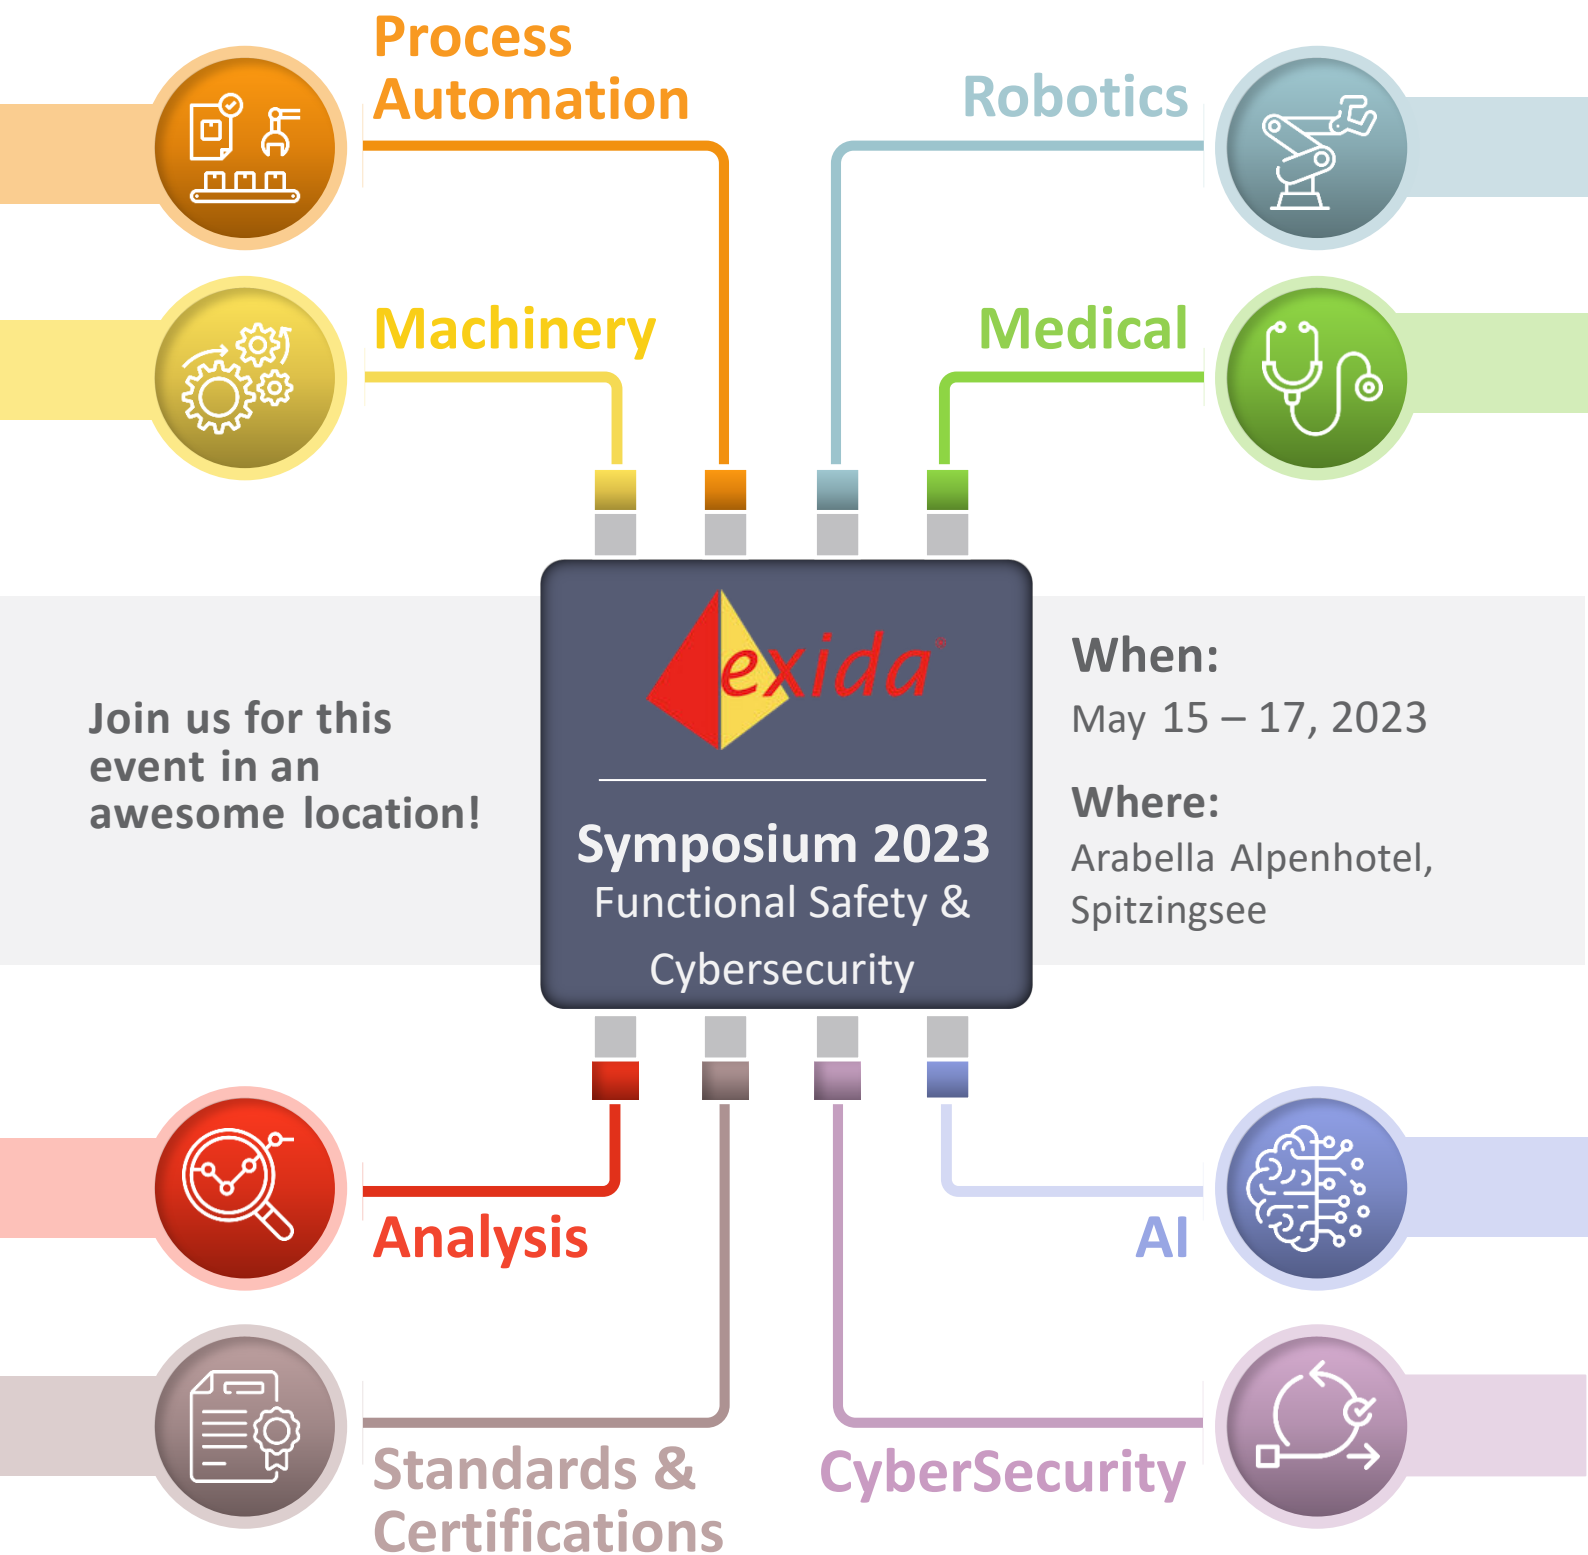 Process
Automation
Robotics
Machinery
Medical
exida
Join us for this
event in an
awesome location!
Symposium 2023
Functional Safety &
Cybersecurity
When:
May 15 – 17, 2023
Where:
Arabella Alpenhotel,
Spitzingsee
Analysis
AI
Standards &
Certifications
CyberSecurity